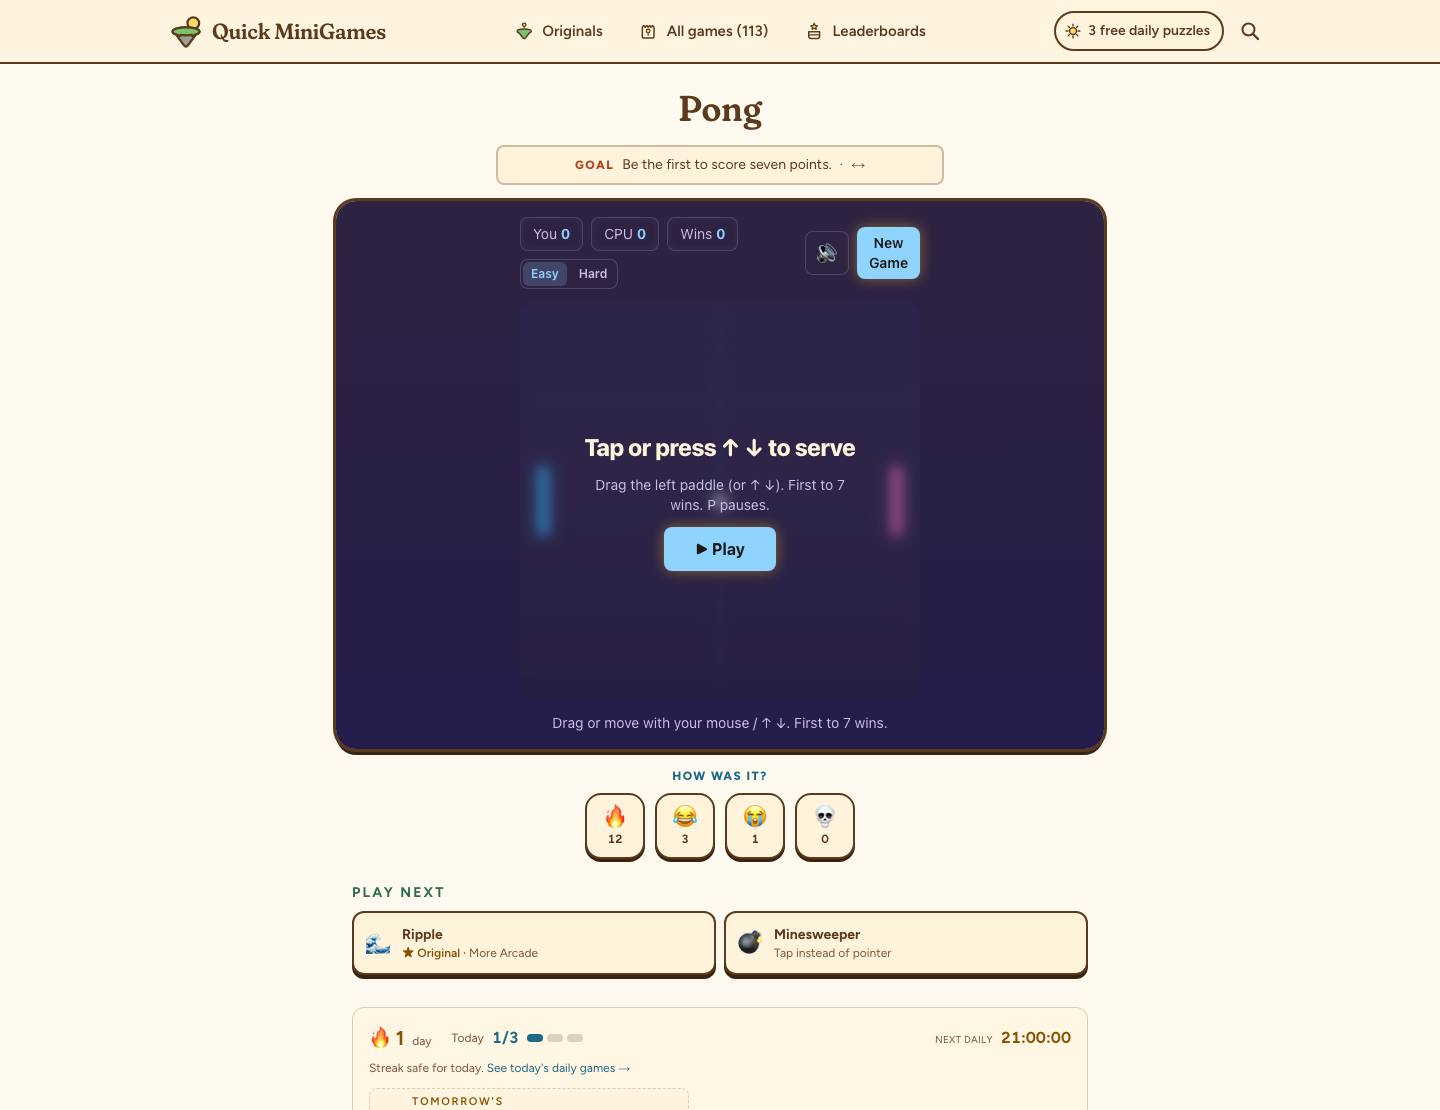 Quick MiniGames
Originals
All games (113)
Leaderboards
3 free daily puzzles
Pong
GOAL Be the first to score seven points. · ↔
You 0
CPU 0
Wins 0
Easy
Hard
New
Game
Tap or press ↑ ↓ to serve
Drag the left paddle (or ↑ ↓). First to 7
wins. P pauses.
Play
Drag or move with your mouse / ↑ ↓. First to 7 wins.
HOW WAS IT?
12
3
1
0
PLAY NEXT
Ripple
Original · More Arcade
Minesweeper
Tap instead of pointer
1 day
Today 1/3
NEXT DAILY 21:00:00
Streak safe for today. See today's daily games →
TOMORROW'S